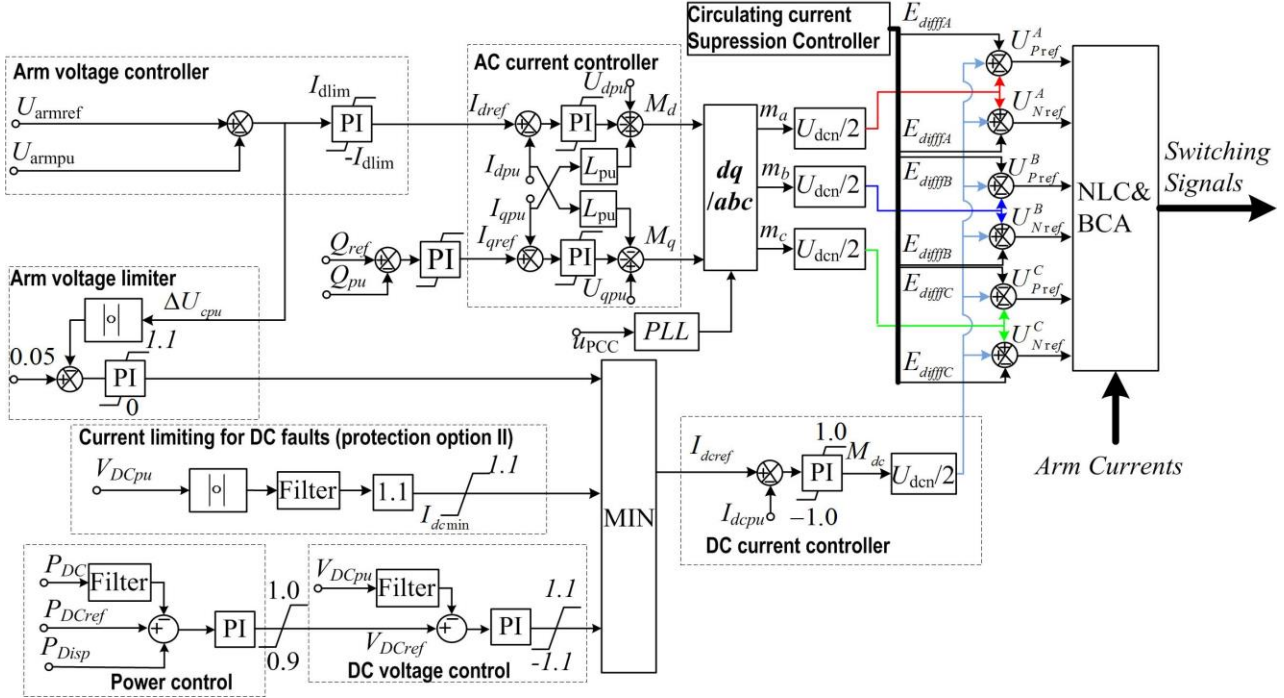 Circulating current
Supression Controller
E_diffA
U^A_Pref
Arm voltage controller
U_armref
U_armpu
I_dlim
PI
-I_dlim
AC current controller
I_dref
U_dpu
PI
M_d
L_pu
I_dpu
I_qpu
L_pu
I_qref
PI
M_q
U_qpu
Q_ref
Q_pu
PI
dq
/abc
m_a
U_dcn/2
m_b
U_dcn/2
m_c
U_dcn/2
u_PCC
PLL
U^A_Nref
E_diffA
U^B_Pref
E_diffB
U^B_Nref
E_diffB
E_diffC
U^C_Pref
U^C_Nref
E_diffC
NLC&
BCA
Switching
Signals
Arm Currents
Arm voltage limiter
ΔU_cpu
|o|
0.05
1.1
PI
0
Current limiting for DC faults (protection option II)
V_DCpu
|o|
Filter
1.1
1.1
I_dcmin
MIN
I_dcref
I_dcpu
1.0
PI
−1.0
M_dc
U_dcn/2
DC current controller
P_DC
Filter
P_DCref
P_Disp
PI
1.0
0.9
Power control
V_DCpu
Filter
V_DCref
PI
1.1
-1.1
DC voltage control